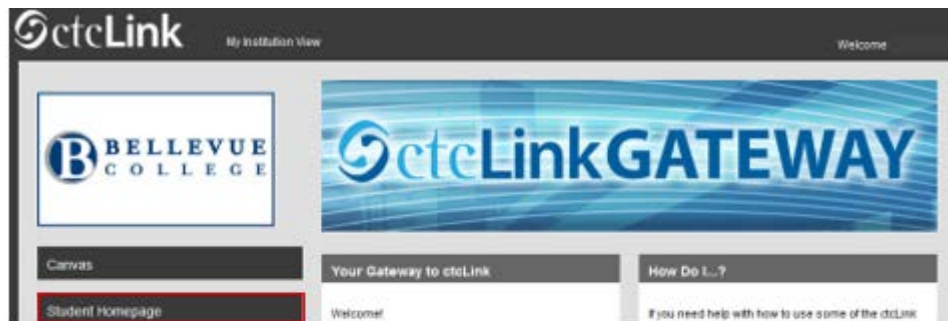 ctcLink
My Institution View
Welcome
BELLEVUE
COLLEGE
ctcLinkGATEWAY
Canvas
Student Homepage
Your Gateway to ctcLink
Welcome!
How Do I...?
If you need help with how to use some of the ctcLink